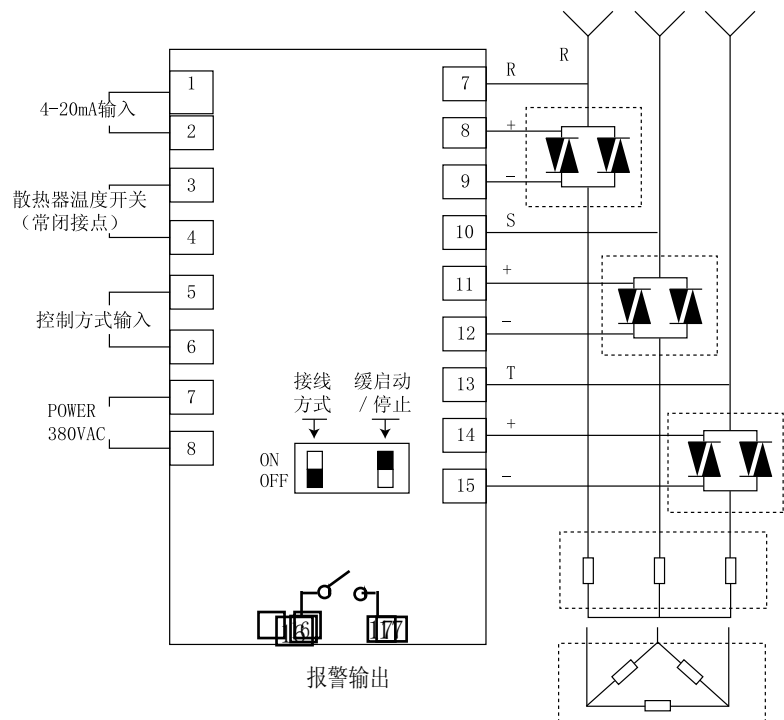 R
1
7
R
4-20mA输入
2
8
+
3
9
-
散热器温度开关
(常闭接点)
4
10
S
5
11
+
控制方式输入
6
12
-
接线
方式
缓启动
/停止
7
13
T
POWER
380VAC
8
14
+
ON
OFF
15
-
16
17
报警输出